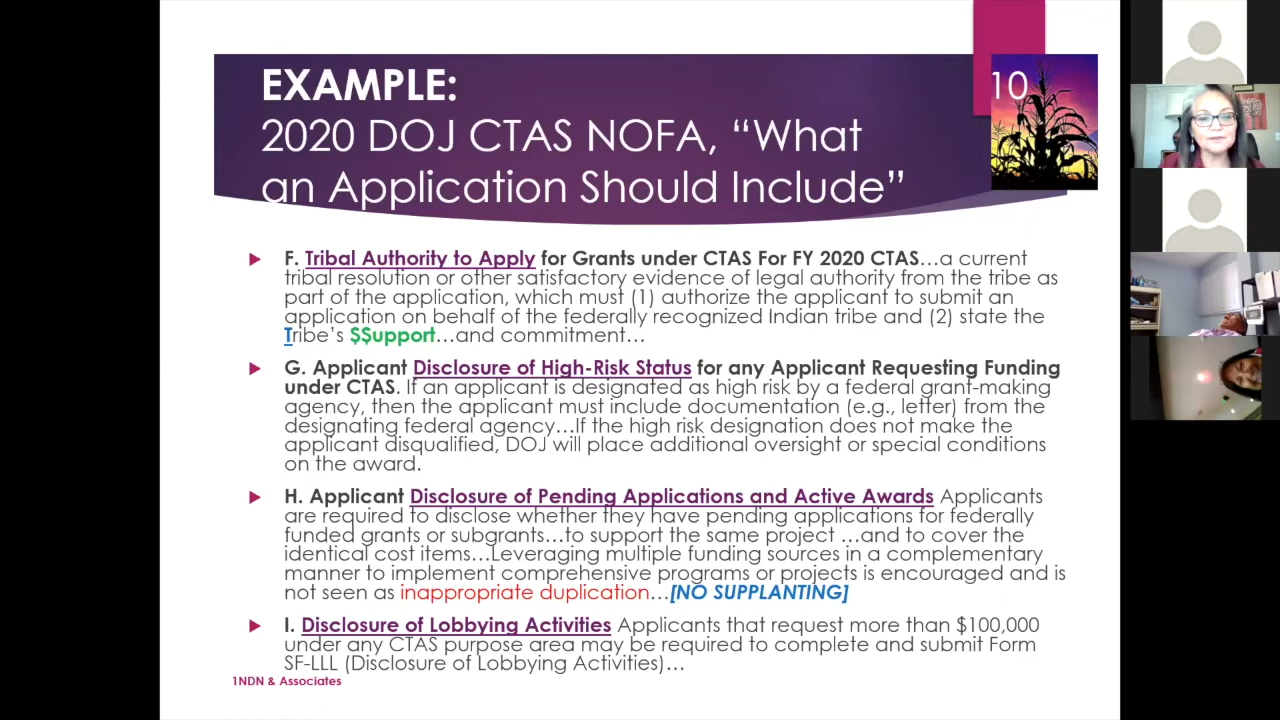 EXAMPLE:
10
2020 DOJ CTAS NOFA, “What
an Application Should Include”
F. Tribal Authority to Apply for Grants under CTAS For FY 2020 CTAS…a current
tribal resolution or other satisfactory evidence of legal authority from the tribe as
part of the application, which must (1) authorize the applicant to submit an
application on behalf of the federally recognized Indian tribe and (2) state the
Tribe’s $$upport…and commitment…
G. Applicant Disclosure of High-Risk Status for any Applicant Requesting Funding
under CTAS. If an applicant is designated as high risk by a federal grant-making
agency, then the applicant must include documentation (e.g., letter) from the
designating federal agency…If the high risk designation does not make the
applicant disqualified, DOJ will place additional oversight or special conditions
on the award.
H. Applicant Disclosure of Pending Applications and Active Awards Applicants
are required to disclose whether they have pending applications for federally
funded grants or subgrants…to support the same project …and to cover the
identical cost items…Leveraging multiple funding sources in a complementary
manner to implement comprehensive programs or projects is encouraged and is
not seen as inappropriate duplication…[NO SUPPLANTING]
I. Disclosure of Lobbying Activities Applicants that request more than $100,000
under any CTAS purpose area may be required to complete and submit Form
SF-LLL (Disclosure of Lobbying Activities)…
1NDN & Associates